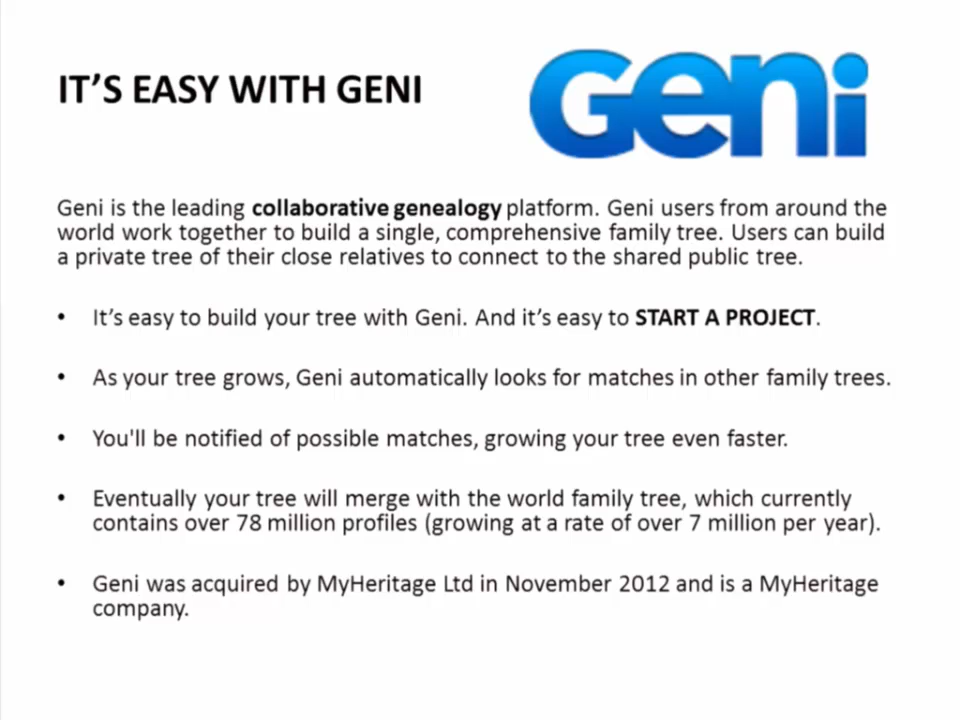 IT’S EASY WITH GENI
Geni
Geni is the leading collaborative genealogy platform. Geni users from around the
world work together to build a single, comprehensive family tree. Users can build
a private tree of their close relatives to connect to the shared public tree.
• It’s easy to build your tree with Geni. And it’s easy to START A PROJECT.
• As your tree grows, Geni automatically looks for matches in other family trees.
• You'll be notified of possible matches, growing your tree even faster.
• Eventually your tree will merge with the world family tree, which currently
contains over 78 million profiles (growing at a rate of over 7 million per year).
• Geni was acquired by MyHeritage Ltd in November 2012 and is a MyHeritage
company.